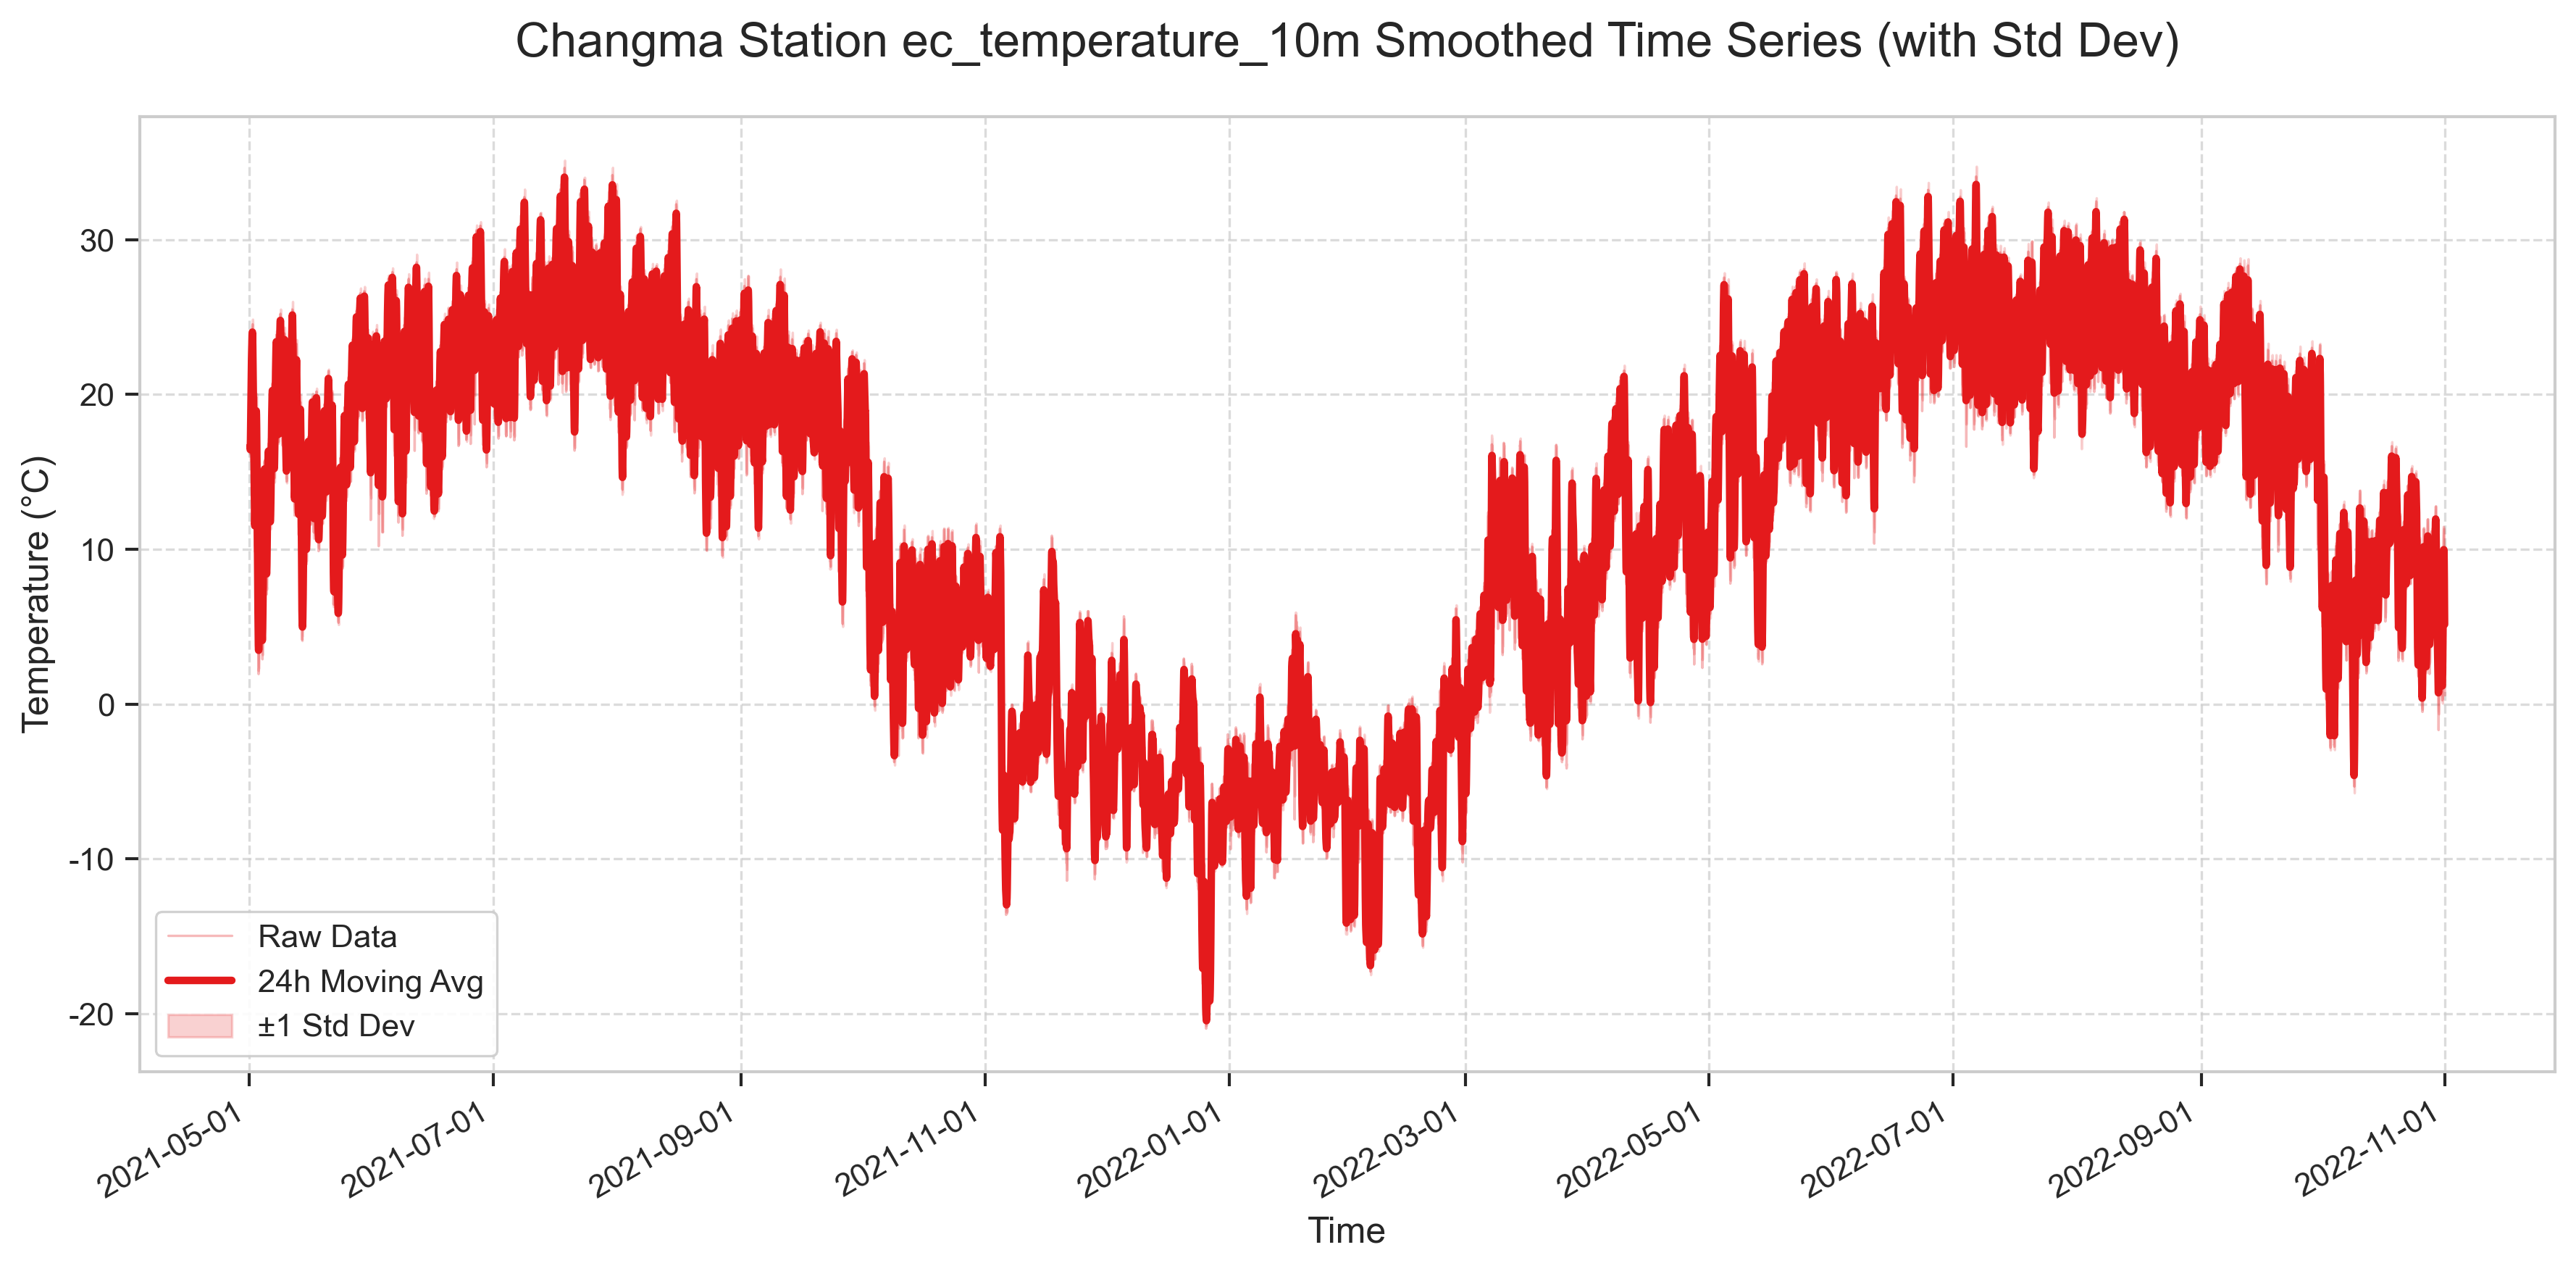 Changma Station ec_temperature_10m Smoothed Time Series (with Std Dev)
Temperature (°C)
30
20
10
0
-10
-20
Raw Data
24h Moving Avg
±1 Std Dev
2021-05-01
2021-07-01
2021-09-01
2021-11-01
2022-01-01
2022-03-01
2022-05-01
2022-07-01
2022-09-01
2022-11-01
Time